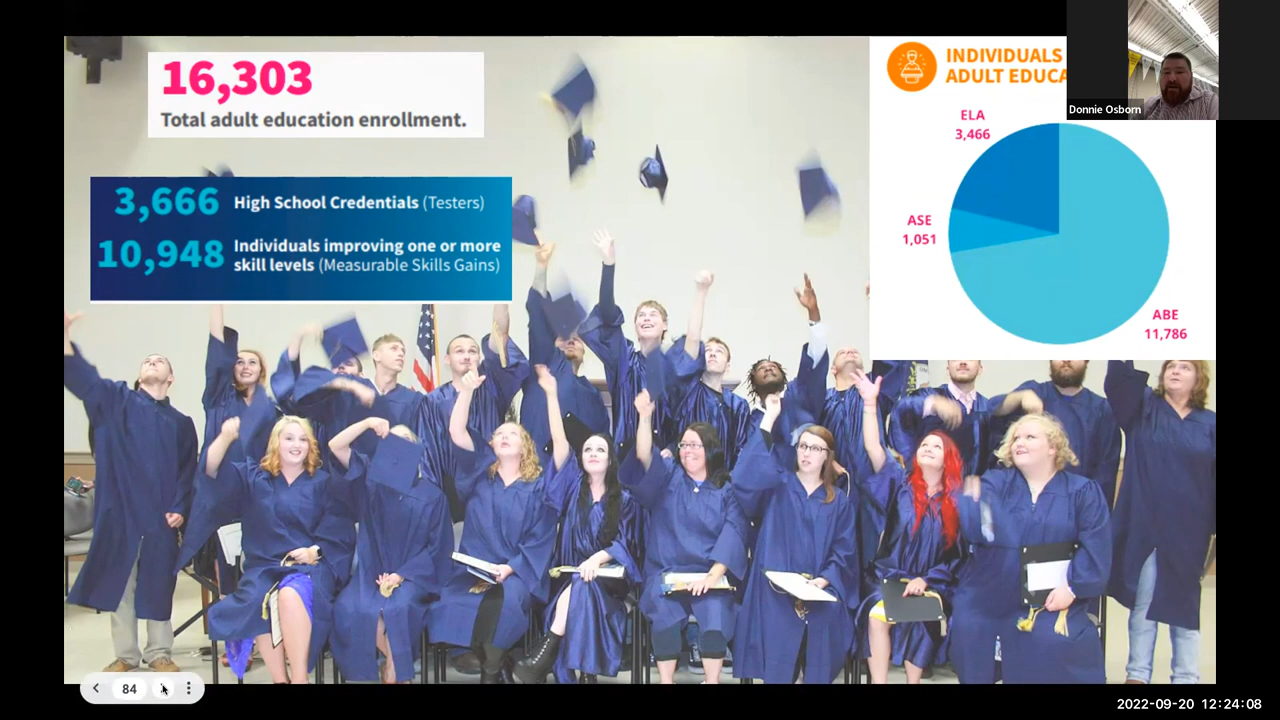 16,303
Total adult education enrollment.
3,666 High School Credentials (Testers)
10,948 Individuals improving one or more
skill levels (Measurable Skills Gains)
INDIVIDUALS
ADULT EDUCA
ELA
3,466
ASE
1,051
ABE
11,786
Donnie Osborn
84
2022-09-20 12:24:08